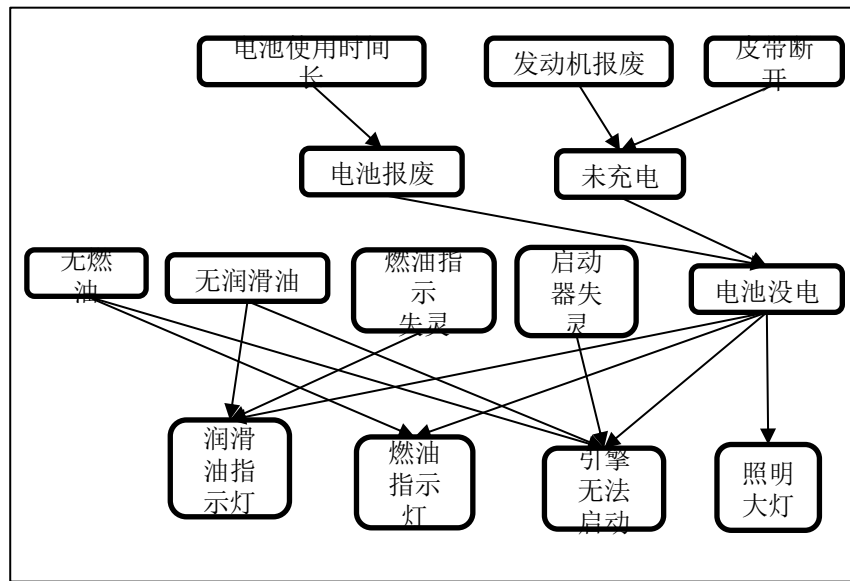 电池使用时间
长
发动机报废
皮带断
开
电池报废
未充电
无燃
油
无润滑油
燃油指
示
失灵
启动
器失
灵
电池没电
润滑
油指
示灯
燃油
指示
灯
引擎
无法
启动
照明
大灯